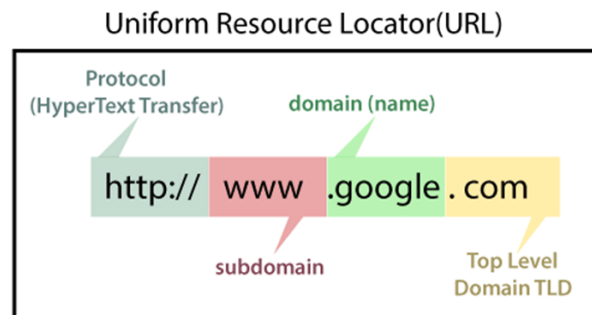 Uniform Resource Locator(URL)
Protocol
(HyperText Transfer)
domain (name)
http:// www .google . com
subdomain
Top Level
Domain TLD